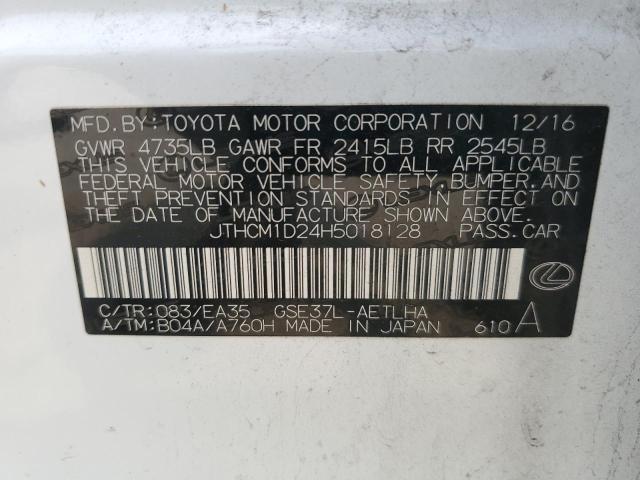 MFD.BY:TOYOTA MOTOR CORPORATION 12/16
GVWR 4735LB GAWR FR 2415LB RR 2545LB
THIS VEHICLE CONFORMS TO ALL APPLICABLE
FEDERAL MOTOR VEHICLE SAFETY,BUMPER,AND
THEFT PREVENTION STANDARDS IN EFFECT ON
THE DATE OF MANUFACTURE SHOWN ABOVE.
JTHCM1D24H5018128 PASS.CAR
C/TR:083/EA35 GSE37L-AETLHA
A/TM:B04A/A760H MADE IN JAPAN 610 A